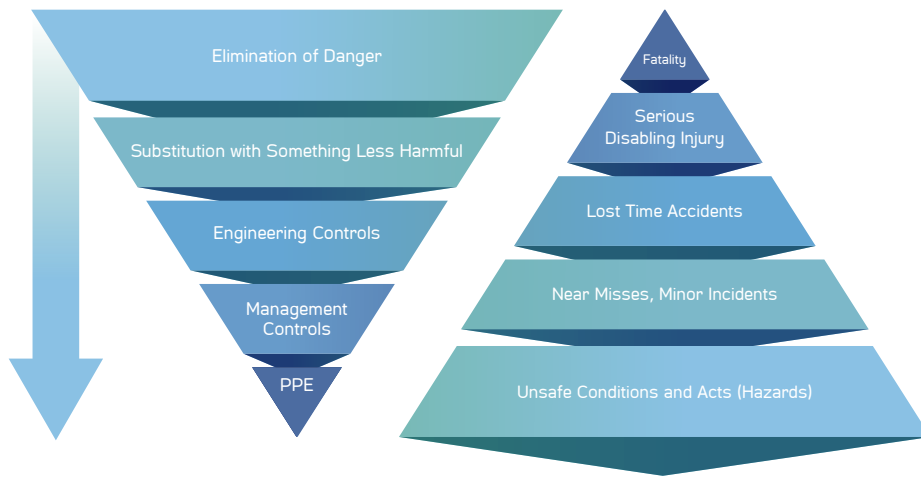 Elimination of Danger
Substitution with Something Less Harmful
Engineering Controls
Management
Controls
PPE
Fatality
Serious
Disabling Injury
Lost Time Accidents
Near Misses, Minor Incidents
Unsafe Conditions and Acts (Hazards)